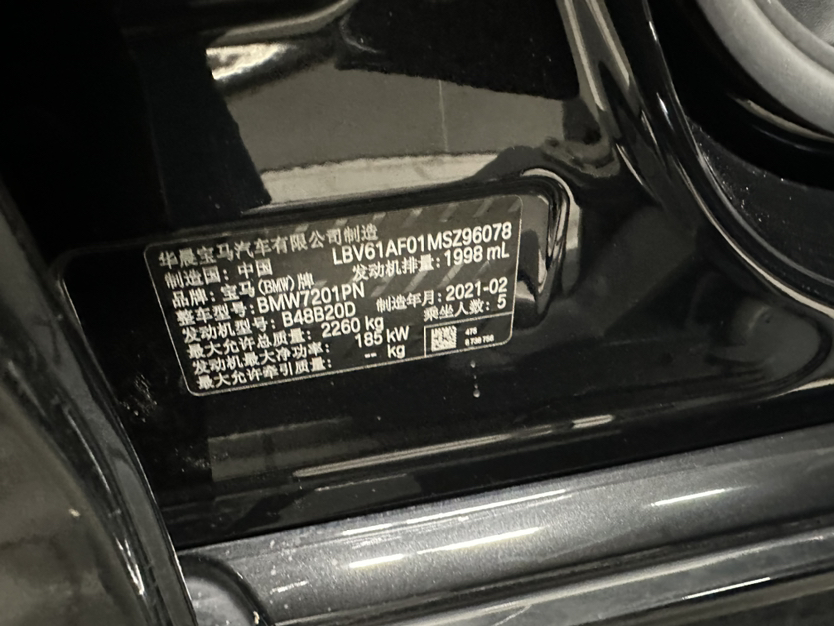 华晨宝马汽车有限公司制造
LBV61AF01MSZ96078
制造国：中国
发动机排量：1998 mL
品牌：宝马(BMW)牌
整车型号：BMW7201PN
制造年月：2021-02
发动机型号：B48B20D
乘坐人数：5
最大允许总质量：2260 kg
发动机最大净功率：185 kW
最大允许牵引质量：-- kg